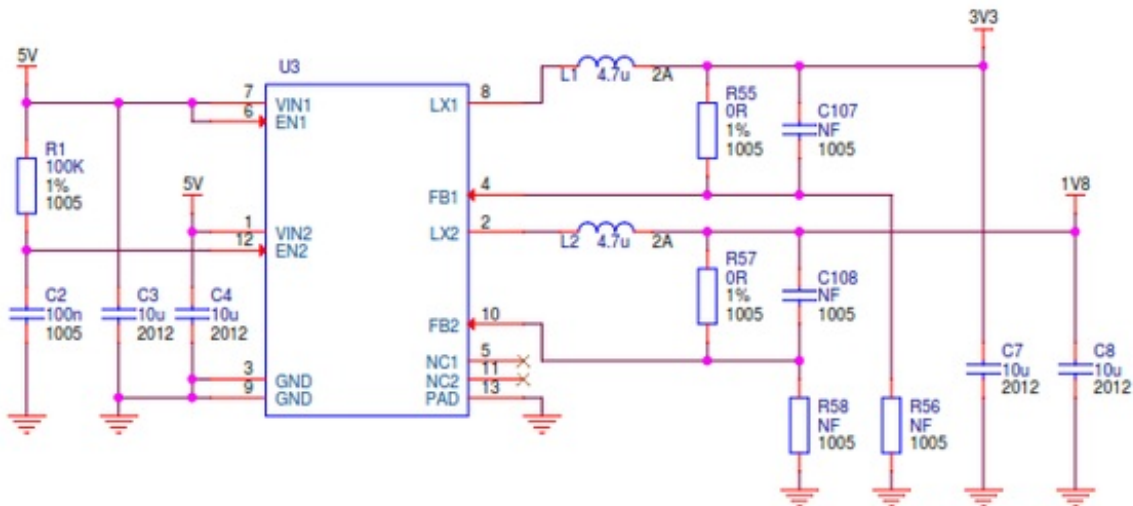 3V3
5V
U3
L1 4.7u 2A
7 VIN1
LX1 8
6 EN1
R55
0R
1%
1005
C107
NF
1005
R1
100K
1%
1005
5V
FB1 4
1V8
1 VIN2
LX2 2
12 EN2
L2 4.7u 2A
R57
0R
1%
1005
C108
NF
1005
C2
100n
1005
C3
10u
2012
C4
10u
2012
FB2 10
NC1 5
3 GND
NC2 11
9 GND
PAD 13
C7
10u
2012
C8
10u
2012
R58
NF
1005
R56
NF
1005